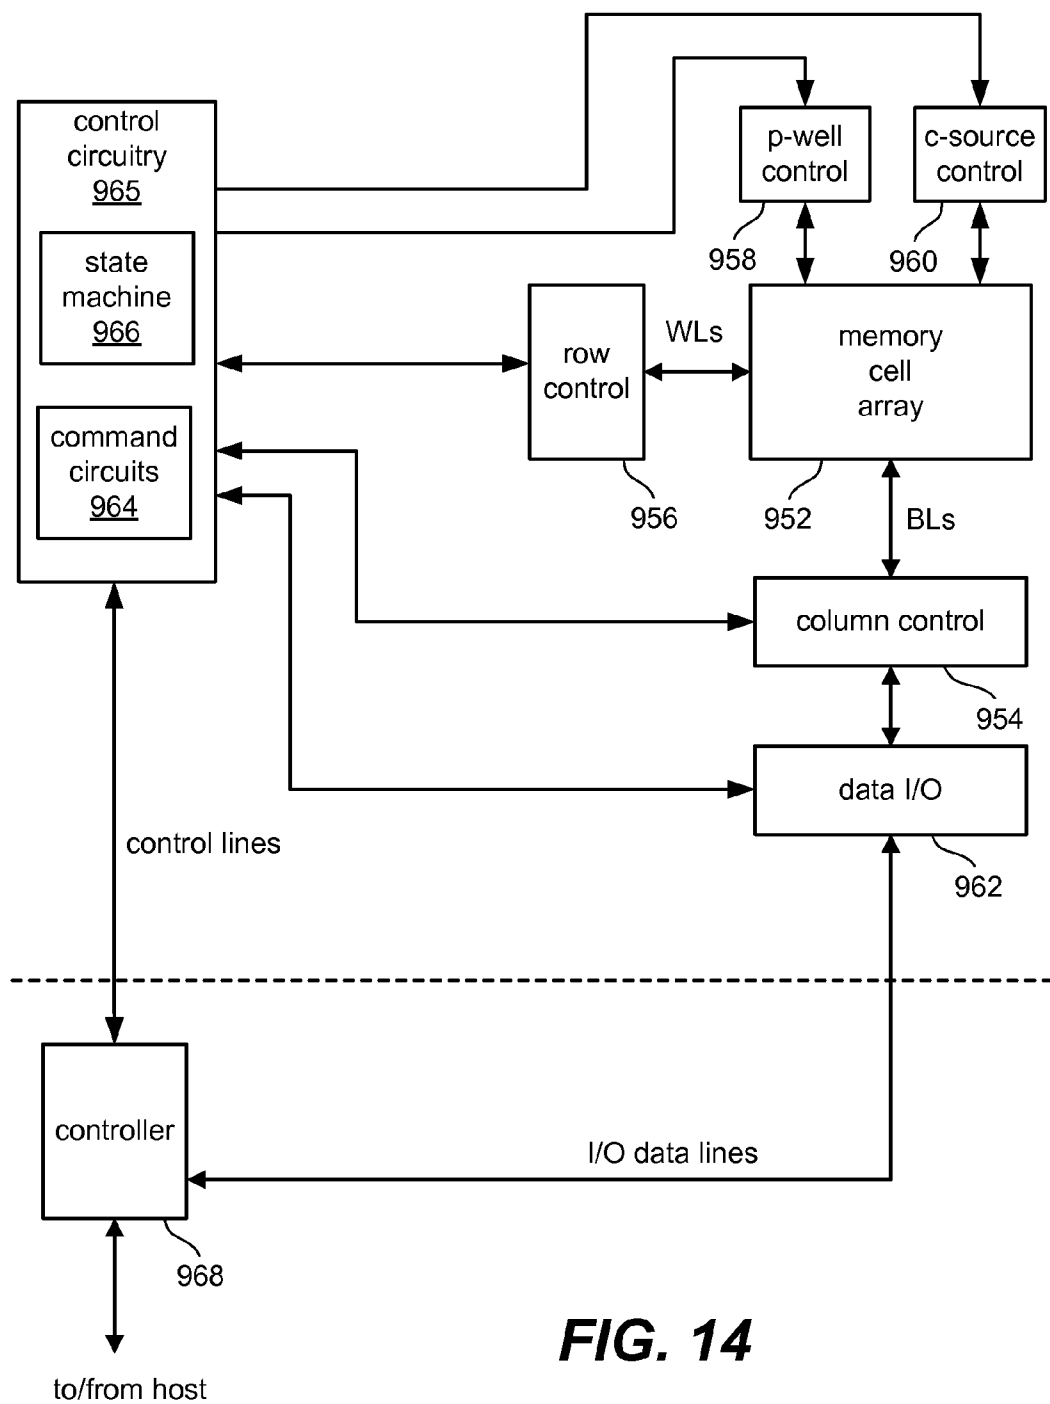 control
circuitry
965
state
machine
966
command
circuits
964
p-well
control
958
c-source
control
960
row
control
956
WLs
memory
cell
array
952
BLs
column control
954
data I/O
962
control lines
controller
968
I/O data lines
to/from host
FIG. 14